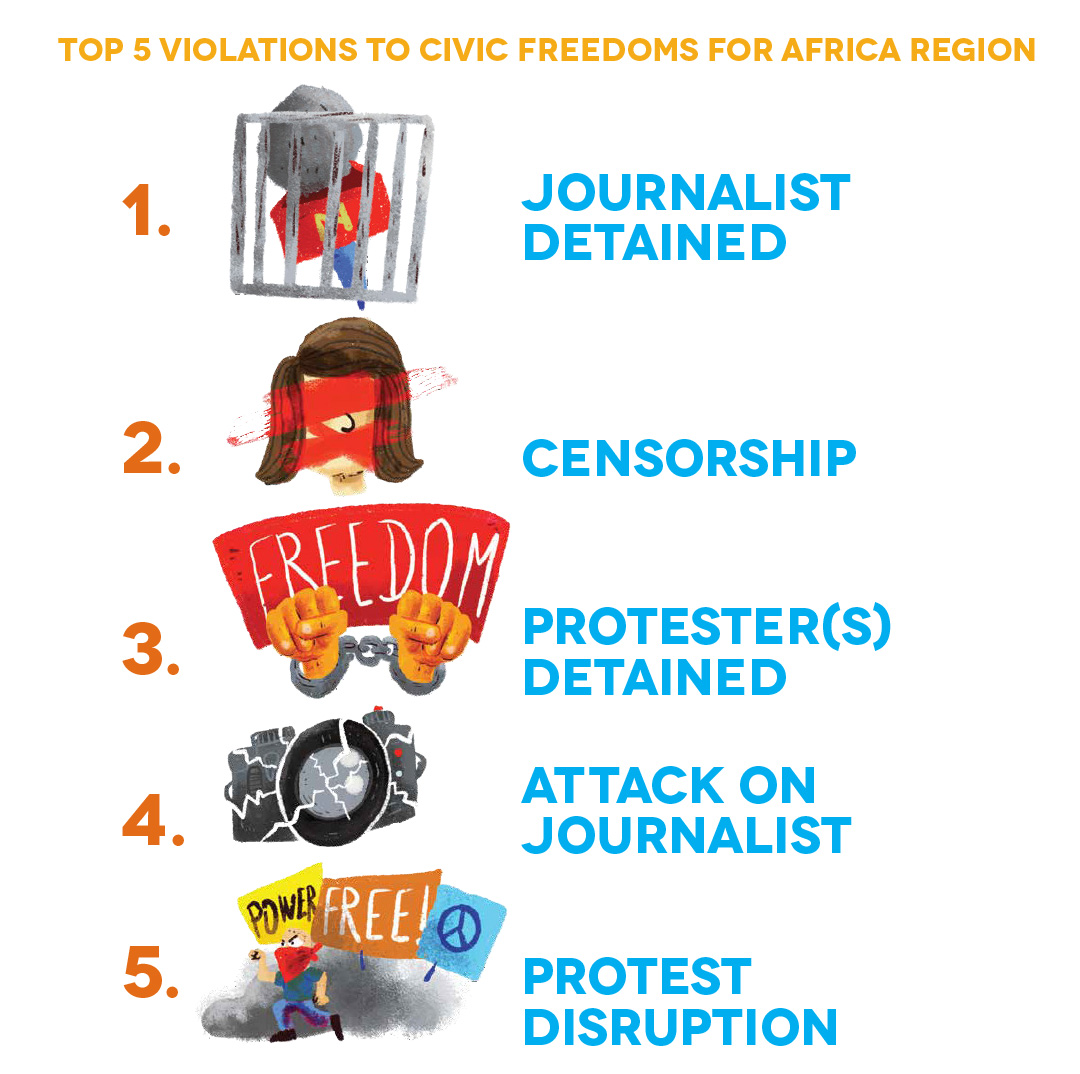 TOP 5 VIOLATIONS TO CIVIC FREEDOMS FOR AFRICA REGION
1.
JOURNALIST
DETAINED
2.
CENSORSHIP
FREEDOM
3.
PROTESTER(S)
DETAINED
4.
ATTACK ON
JOURNALIST
POWER
FREE!
5.
PROTEST
DISRUPTION